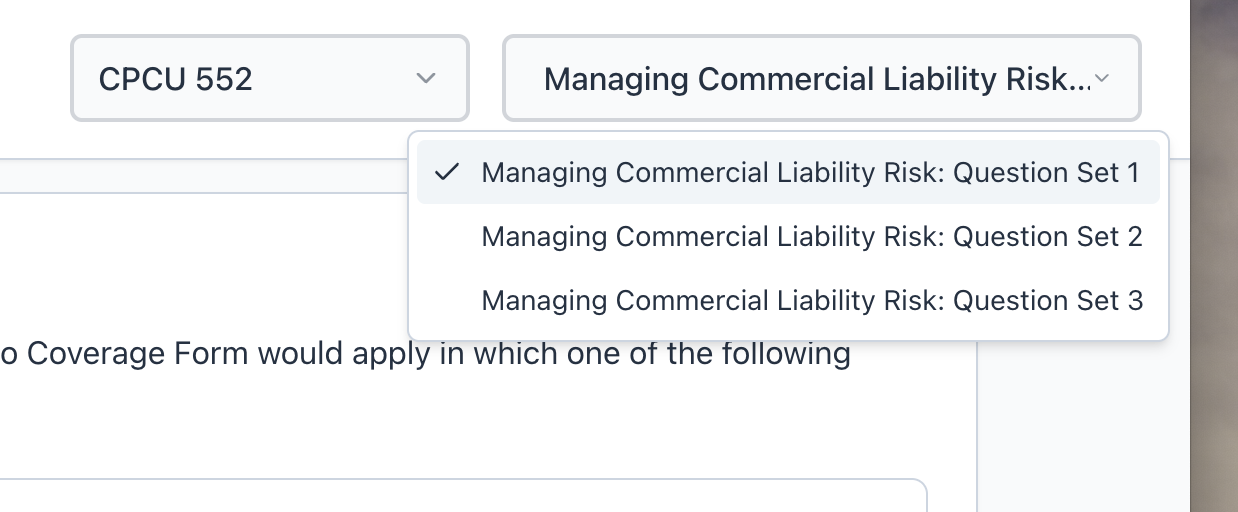 CPCU 552
Managing Commercial Liability Risk...
Managing Commercial Liability Risk: Question Set 1
Managing Commercial Liability Risk: Question Set 2
Managing Commercial Liability Risk: Question Set 3
o Coverage Form would apply in which one of the following